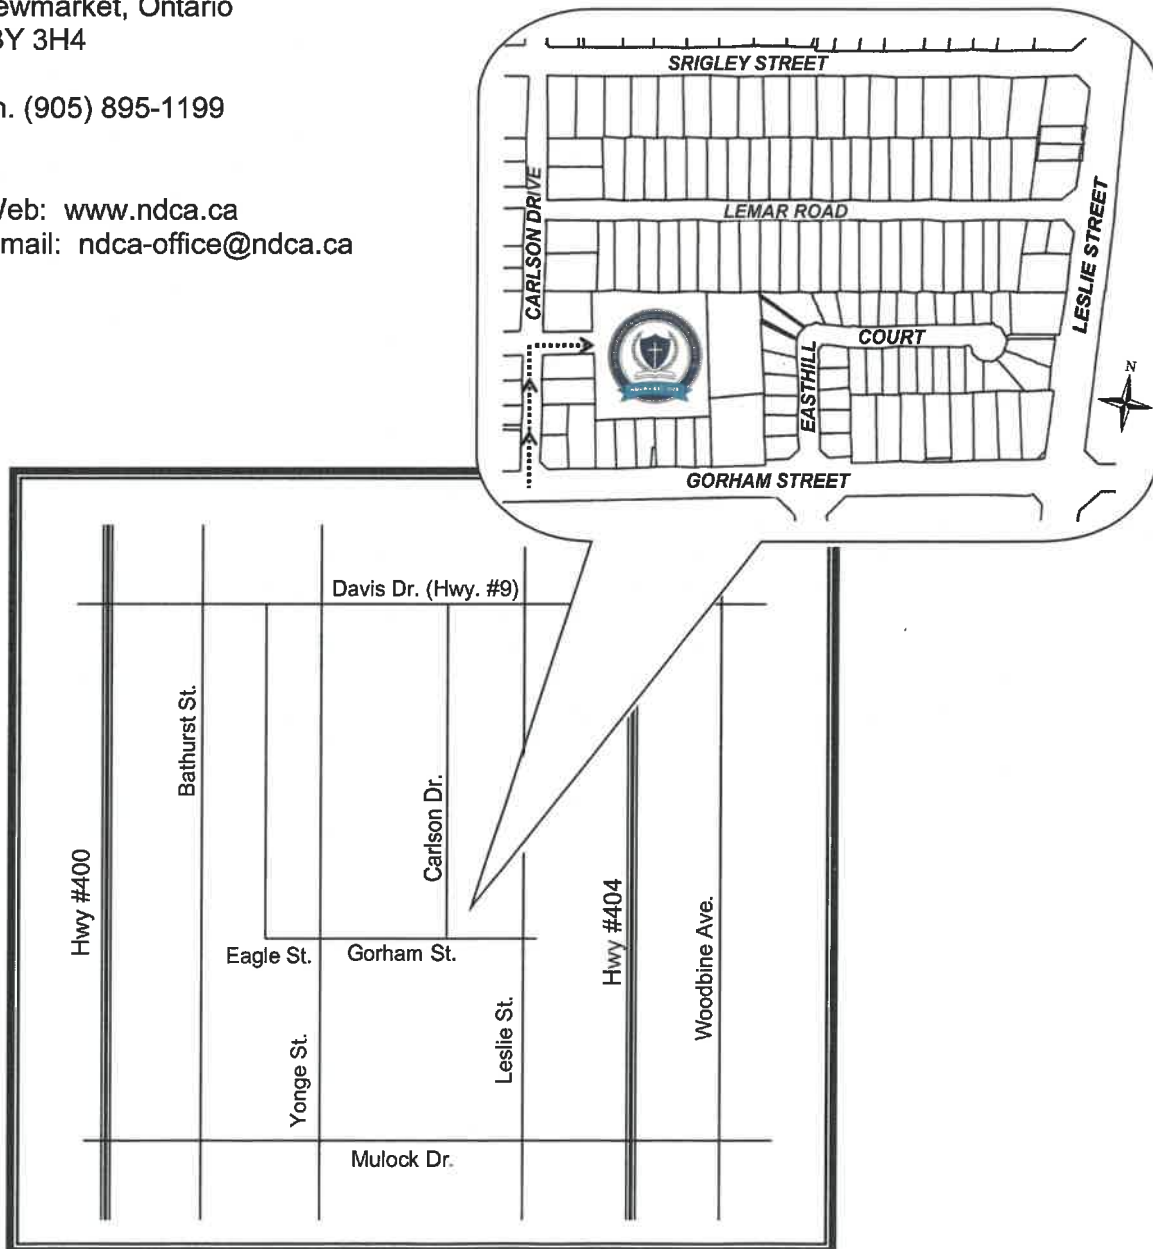 ewmarket, Ontario
3Y 3H4
n. (905) 895-1199
Web: www.ndca.ca
mail: ndca-office@ndca.ca
SRIGLEY STREET
CARLSON DRIVE
LEMAR ROAD
LESLIE STREET
COURT
EASTHILL
N
GORHAM STREET
Davis Dr. (Hwy. #9)
Bathurst St.
Carlson Dr.
Hwy #400
Hwy #404
Woodbine Ave.
Eagle St.
Gorham St.
Leslie St.
Yonge St.
Mulock Dr.